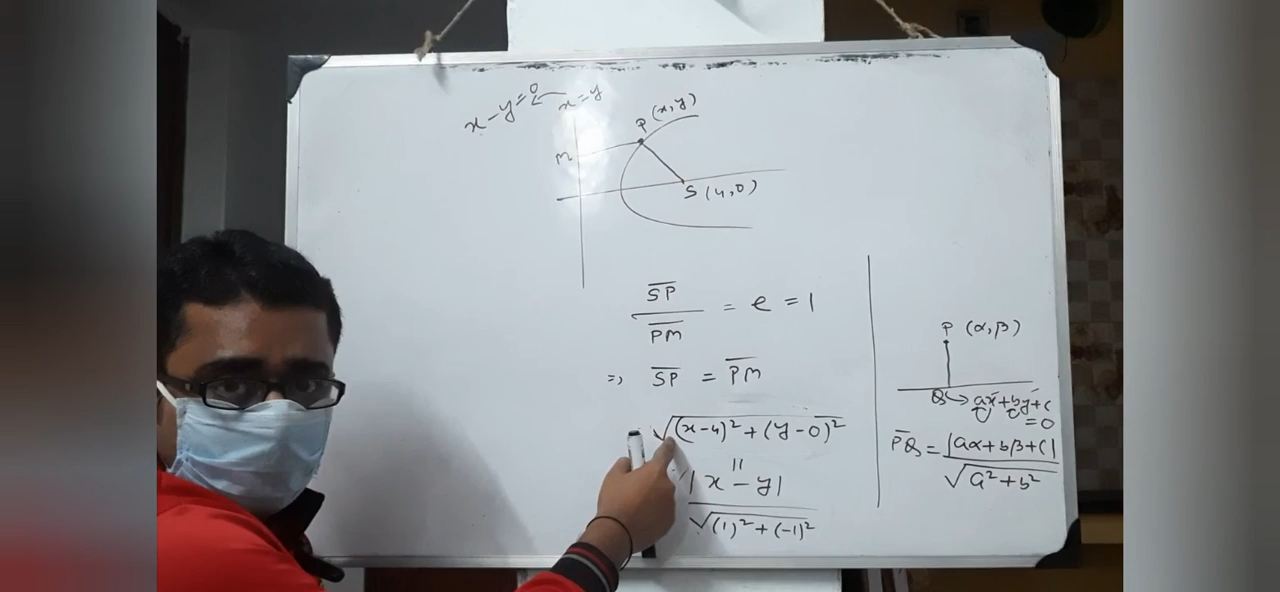 x-y=0 ← x=y
P (x,y)
M
S (4,0)
SP̅ / PM̅ = e = 1
⇒ SP̅ = PM̅
√(x-4)² + (y-0)²
=
|x-y| / √(1)² + (-1)²
P (α,β)
Q → ax+by+c
=0
PQ̅ = |aα+bβ+c| / √a²+b²